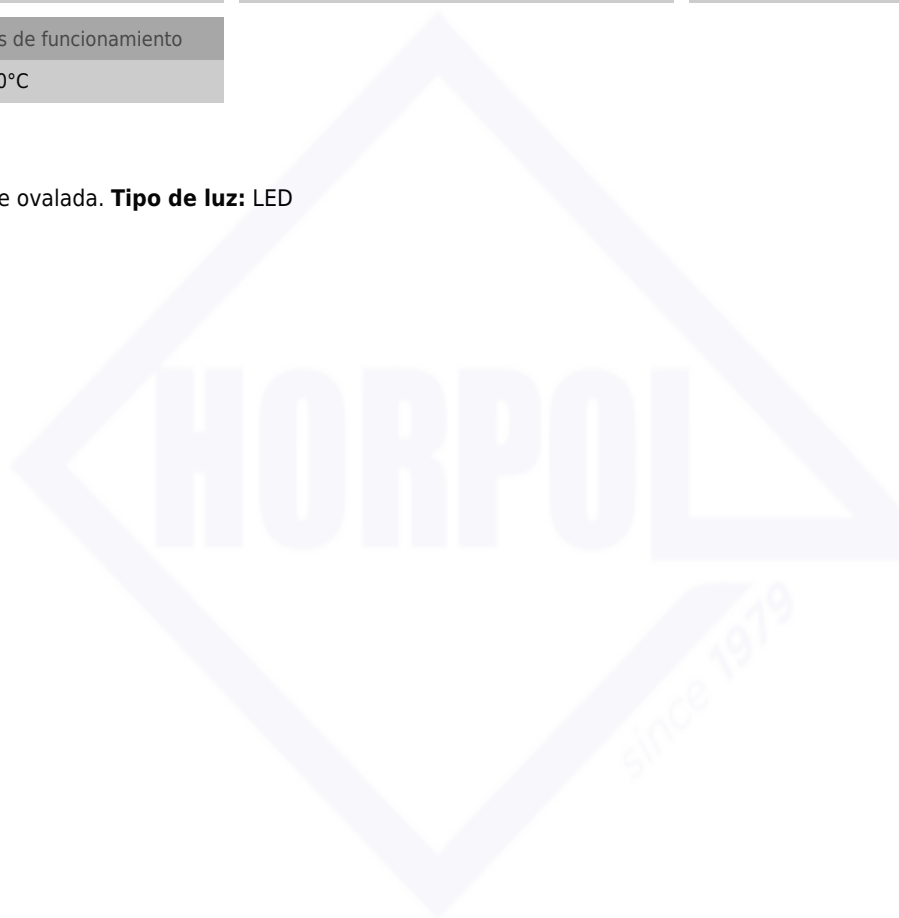 s de funcionamiento
0°C
e ovalada. Tipo de luz: LED
HORPOL
since 1979